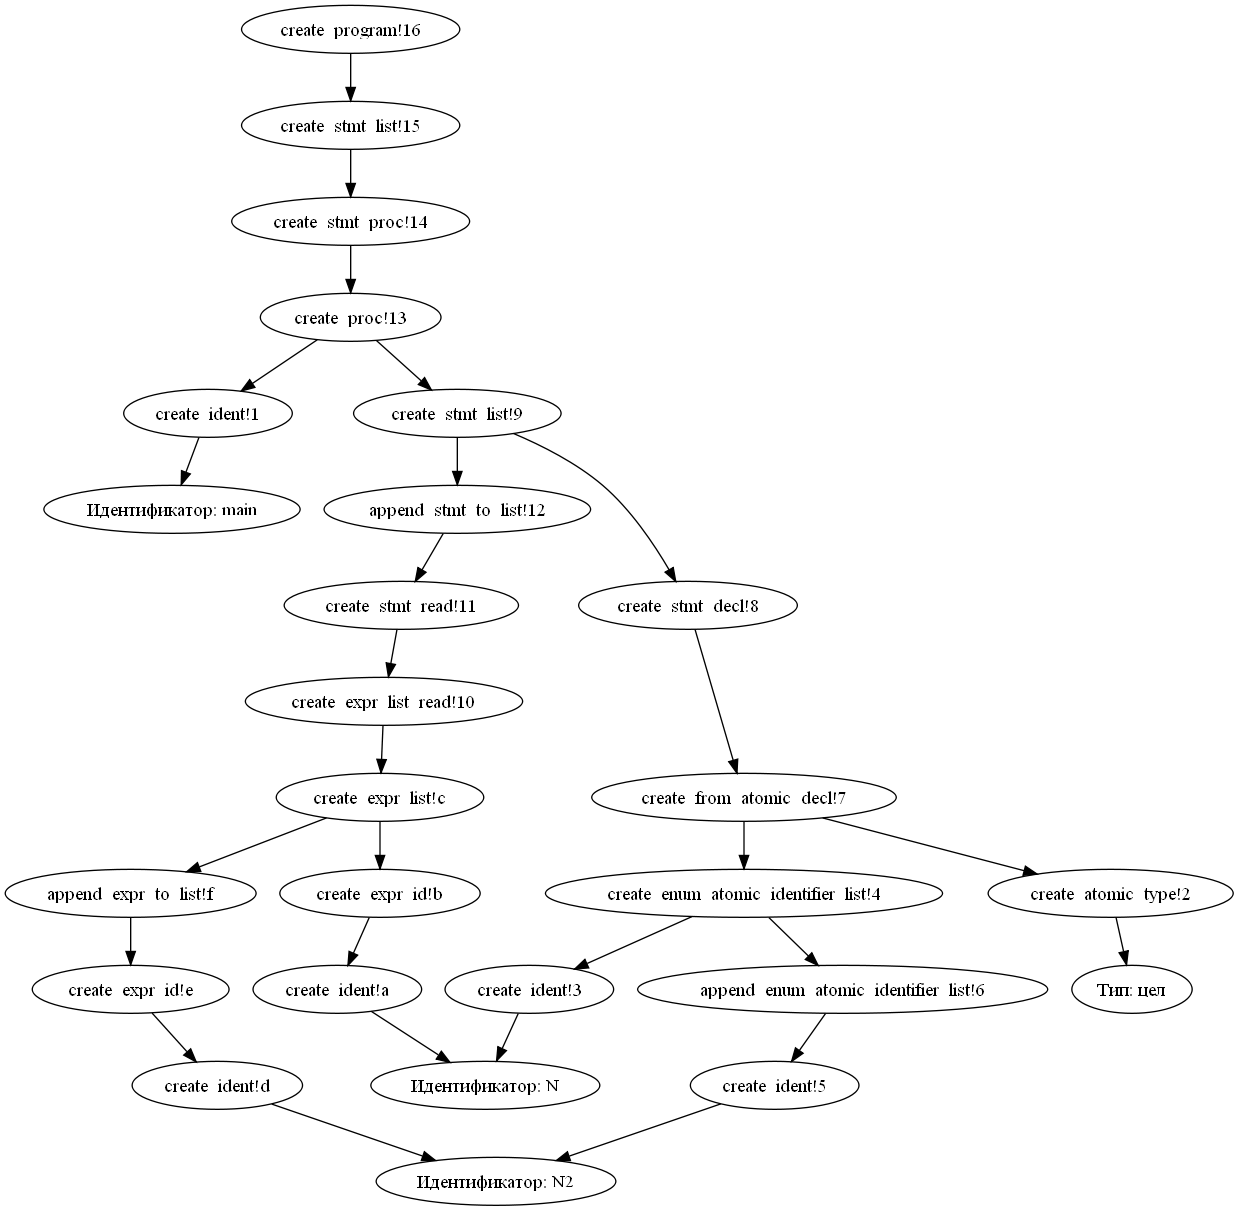 create program!16
create stmt list!15
create stmt proc!14
create proc!13
create ident!1
create stmt list!9
Идентификатор: main
append stmt to list!12
create stmt read!11
create stmt decl!8
create expr list read!10
create expr list!c
create from atomic decl!7
append expr to list!f
create expr id!b
create enum atomic identifier list!4
create atomic type!2
create expr id!e
create ident!a
create ident!3
append enum atomic identifier list!6
Тип: цел
create ident!d
Идентификатор: N
create ident!5
Идентификатор: N2